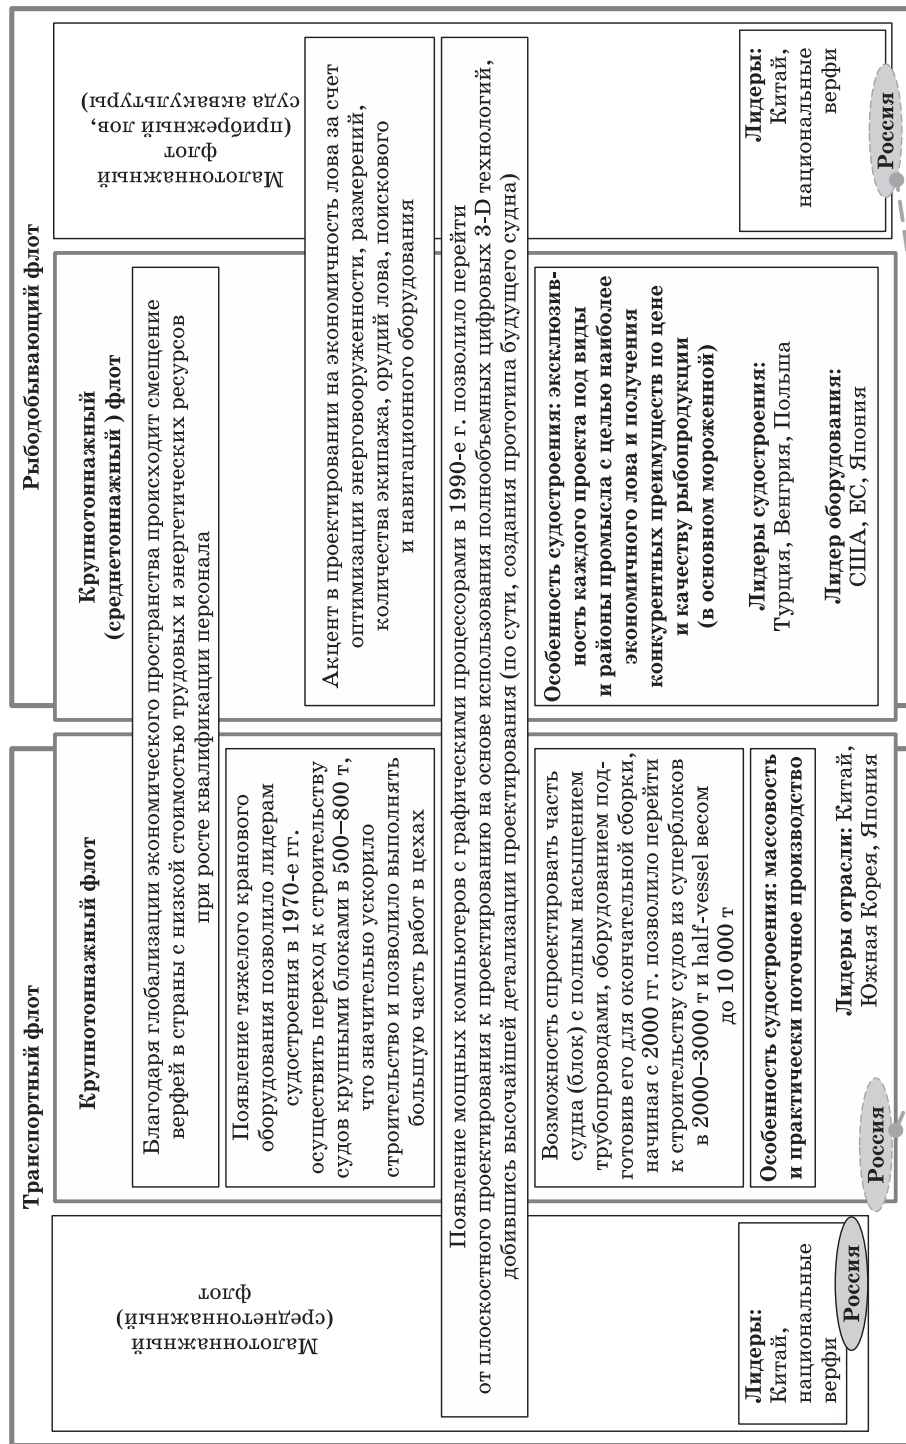 Транспортный флот
Малотоннажный
(среднетоннажный)
флот
Лидеры:
Китай,
национальные
верфи
Россия
Крупнотоннажный флот
Благодаря глобализации экономического пространства происходит смещение
верфей в страны с низкой стоимостью трудовых и энергетических ресурсов
при росте квалификации персонала
Появление тяжелого кранового
оборудования позволило лидерам
судостроения в 1970-е гг.
осуществить переход к строительству
судов крупными блоками в 500–800 т,
что значительно ускорило
строительство и позволило выполнять
большую часть работ в цехах
Появление мощных компьютеров с графическими процессорами в 1990-е г. позволило перейти
от плоскостного проектирования к проектированию на основе использования полнообъемных цифровых 3-D технологий,
добившись высочайшей детализации проектирования (по сути, создания прототипа будущего судна)
Возможность спроектировать часть
судна (блок) с полным насыщением
трубопроводами, оборудованием под-
готовив его для окончательной сборки,
начиная с 2000 гг. позволило перейти
к строительству судов из суперблоков
в 2000–3000 т и half-vessel весом
до 10 000 т
Особенность судостроения: массовость
и практически поточное производство
Лидеры отрасли: Китай,
Южная Корея, Япония
Россия
Рыбодобывающий флот
Крупнотоннажный
(среднетоннажный ) флот
Акцент в проектировании на экономичность лова за счет
оптимизации энерговооруженности, размерений,
количества экипажа, орудий лова, поискового
и навигационного оборудования
Особенность судостроения: эксклюзив-
ность каждого проекта под виды
и районы промысла с целью наиболее
экономичного лова и получения
конкурентных преимуществ по цене
и качеству рыбопродукции
(в основном мороженной)
Лидеры судостроения:
Турция, Венгрия, Польша
Лидер оборудования:
США, ЕС, Япония
Малотоннажный
флот
(прибрежный лов,
суда аквакультуры)
Лидеры:
Китай,
национальные
верфи
Россия